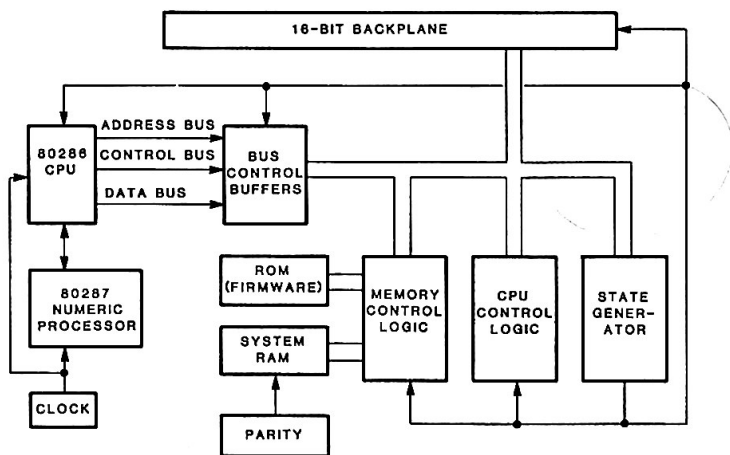 16-BIT BACKPLANE
ADDRESS BUS
80286
CPU
CONTROL BUS
DATA BUS
BUS
CONTROL
BUFFERS
80287
NUMERIC
PROCESSOR
CLOCK
ROM
(FIRMWARE)
SYSTEM
RAM
PARITY
MEMORY
CONTROL
LOGIC
CPU
CONTROL
LOGIC
STATE
GENER-
ATOR